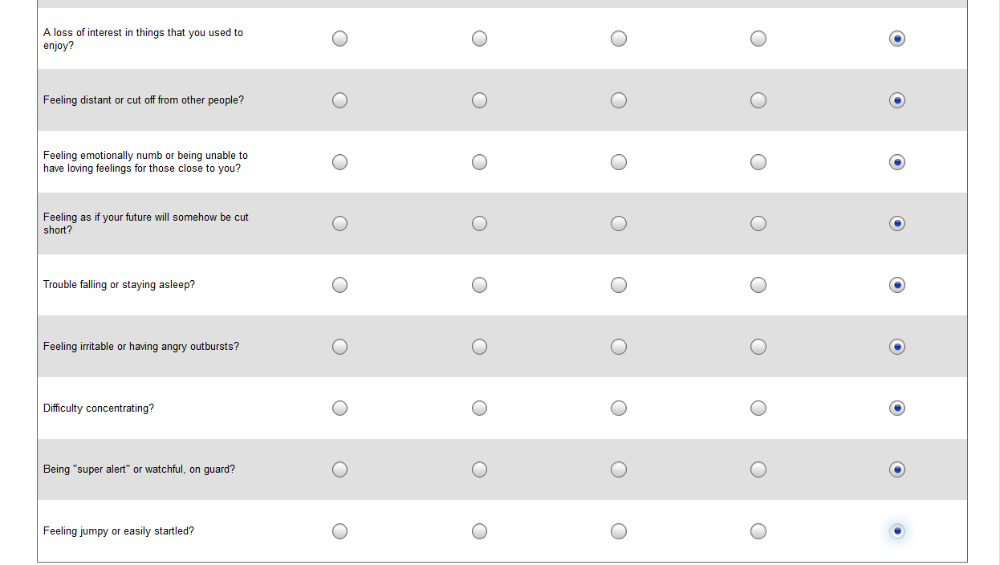 A loss of interest in things that you used to
enjoy?
Feeling distant or cut off from other people?
Feeling emotionally numb or being unable to
have loving feelings for those close to you?
Feeling as if your future will somehow be cut
short?
Trouble falling or staying asleep?
Feeling irritable or having angry outbursts?
Difficulty concentrating?
Being "super alert" or watchful, on guard?
Feeling jumpy or easily startled?